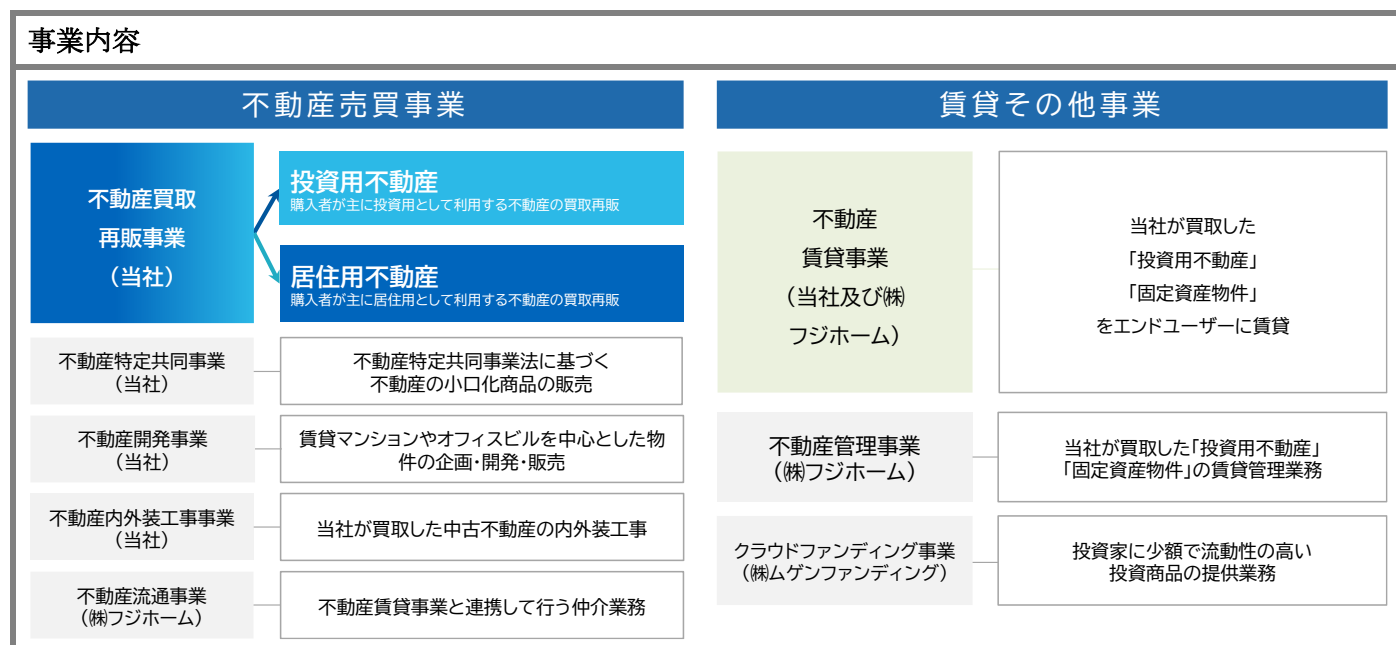 事業内容
不動産売買事業
不動産買取
再販事業
(当社)
投資用不動産
購入者が主に投資用として利用する不動産の買取再販
居住用不動産
購入者が主に居住用として利用する不動産の買取再販
不動産特定共同事業
(当社)
不動産特定共同事業法に基づく
不動産の小口化商品の販売
不動産開発事業
(当社)
賃貸マンションやオフィスビルを中心とした物
件の企画・開発・販売
不動産内外装工事事業
(当社)
当社が買取した中古不動産の内外装工事
不動産流通事業
(㈱フジホーム)
不動産賃貸事業と連携して行う仲介業務
賃貸その他事業
不動産
賃貸事業
(当社及び㈱
フジホーム)
当社が買取した
「投資用不動産」
「固定資産物件」
をエンドユーザーに賃貸
不動産管理事業
(㈱フジホーム)
当社が買取した「投資用不動産」
「固定資産物件」の賃貸管理業務
クラウドファンディング事業
(㈱ムゲンファンディング)
投資家に少額で流動性の高い
投資商品の提供業務